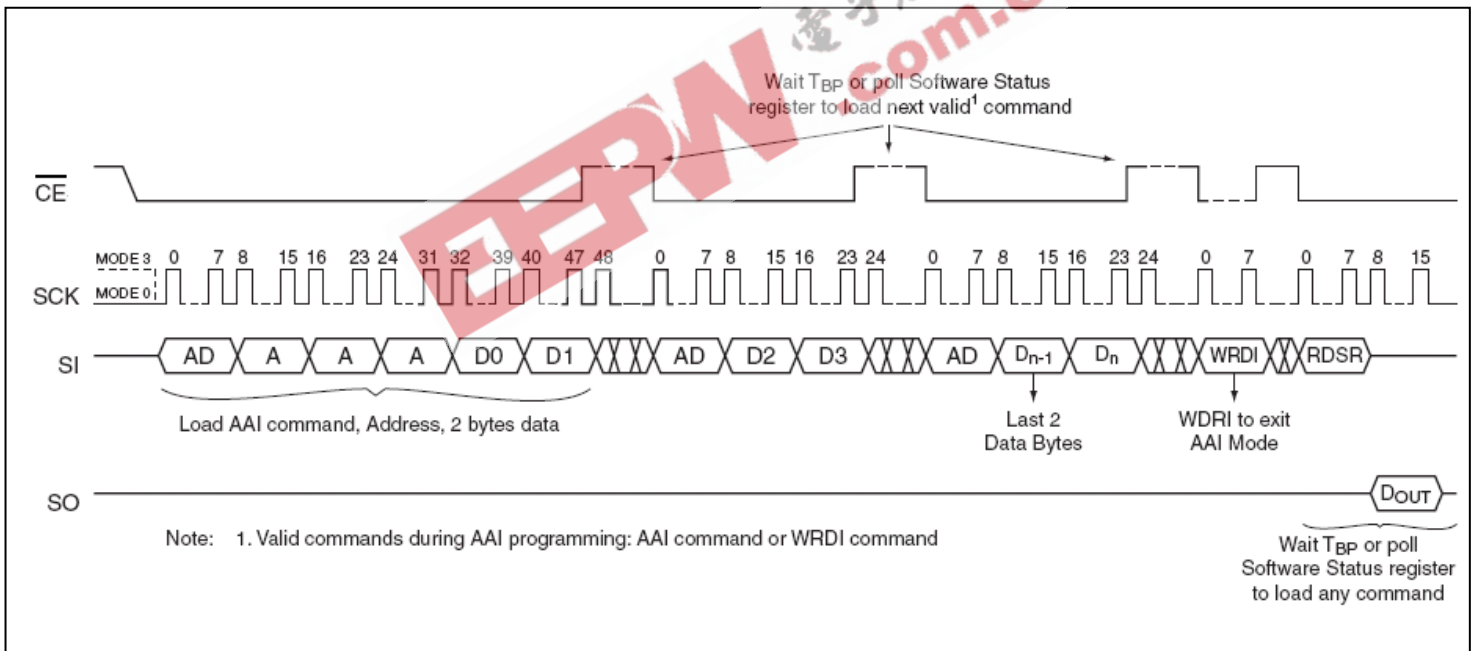 电子
.com.
EEPW
Wait TBP or poll Software Status
register to load next valid1 command
CE
MODE 3
MODE 0
SCK
0 7 8 15 16 23 24 31 32 39 40 47 48 0 7 8 15 16 23 24 0 7 8 15 16 23 24 0 7 0 7 8 15
SI
AD A A A D0 D1 AD D2 D3 AD Dn-1 Dn WRDI RDSR
Load AAI command, Address, 2 bytes data
Last 2
Data Bytes
WDRI to exit
AAI Mode
SO
DOUT
Note: 1. Valid commands during AAI programming: AAI command or WRDI command
Wait TBP or poll
Software Status register
to load any command